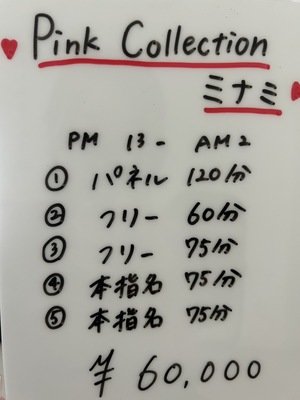 Pink Collection
ミナミ
PM 13- AM2
① パネル 120分
② フリー 60分
③ フリー 75分
④ 本指名 75分
⑤ 本指名 75分
¥ 60,000